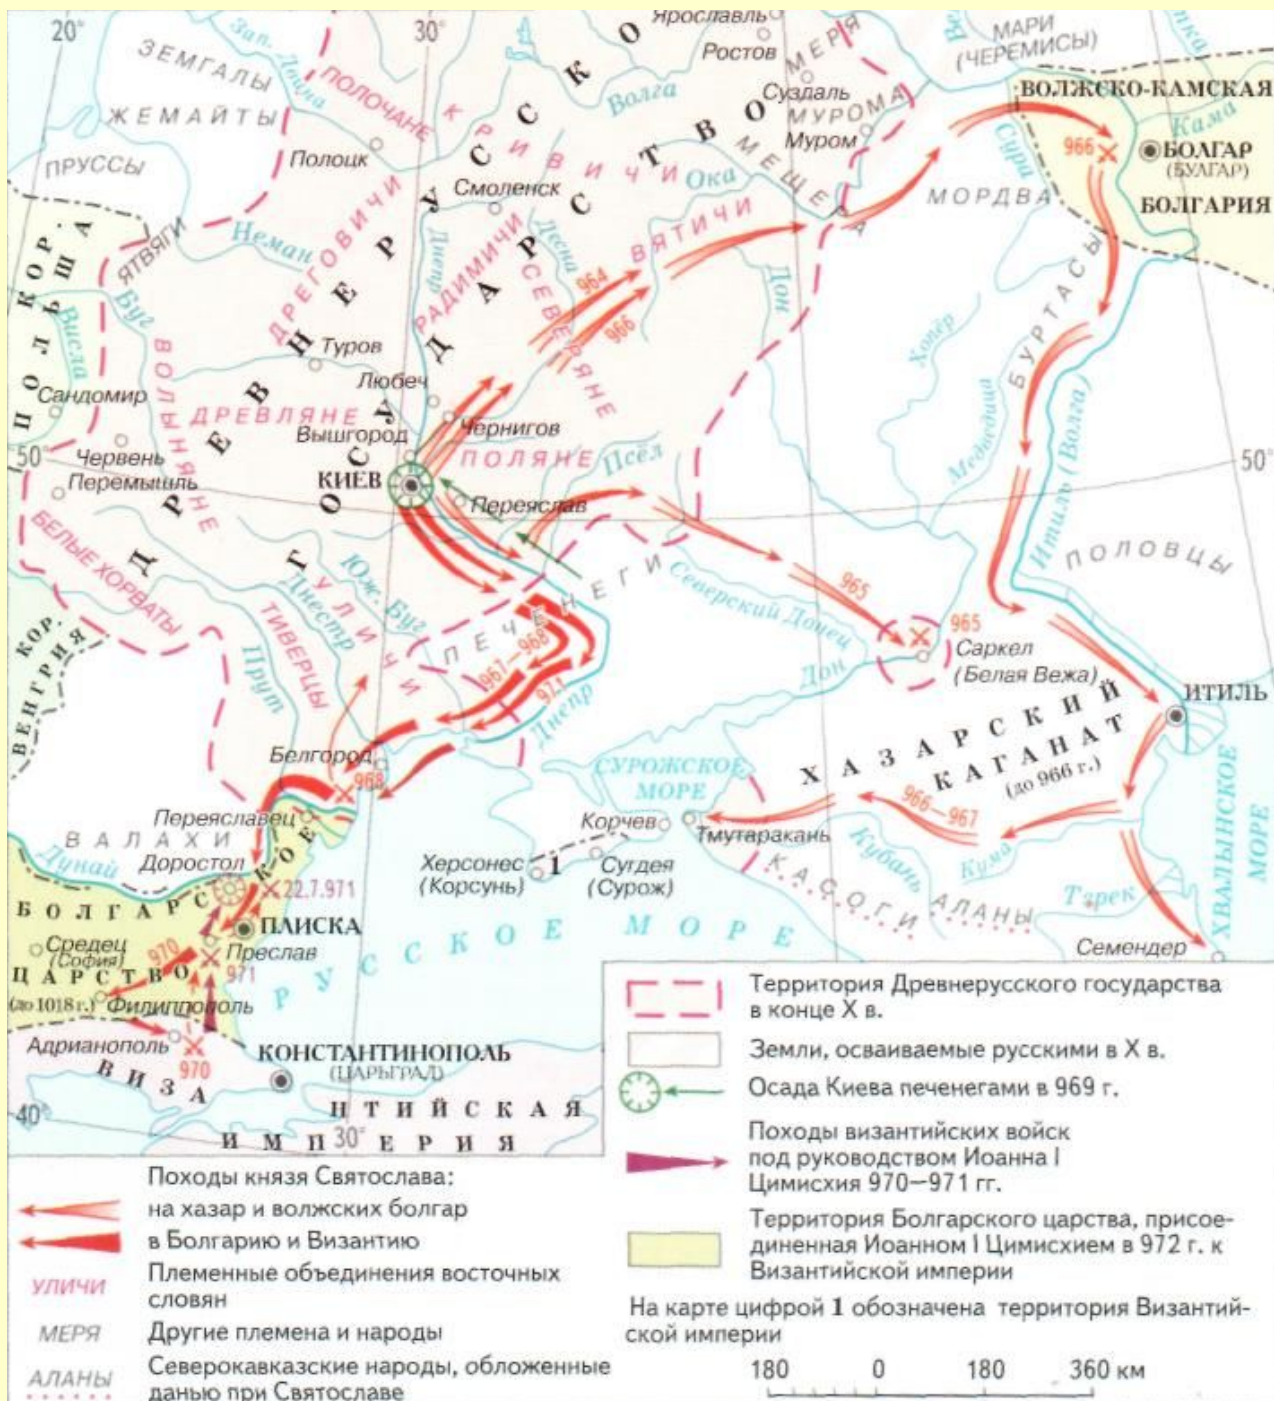 20°
30°
Ярославль
Ростов
МЕРЯ
МАРИ
(ЧЕРЕМИСЫ)
Зап. Двина
ЗЕМГАЛЫ
ЖЕМАЙТЫ
ПРУССЫ
ПОЛОЧАНЕ
Полоцк
КРИВИЧИ
Смоленск
Волга
Суздаль
МУРОМА
Муром
МЕЩЕРА
Ока
ВОЛЖСКО-КАМСКАЯ
Кама
966
БОЛГАР
(БУЛГАР)
БОЛГАРИЯ
Сура
МОРДВА
ДРЕВНЕРУССКОЕ
ГОСУДАРСТВО
КОР.
ПОЛЬША
Висла
ЯТВЯГИ
Неман
Буг
ДРЕГОВИЧИ
Днепр
РАДИМИЧИ
Десна
СЕВЕРЯНЕ
ВЯТИЧИ
964
966
Дон
Хопёр
Медведица
БУРТАСЫ
Итиль (Волга)
ВОЛЫНЯНЕ
Туров
Любеч
Сандомир
ДРЕВЛЯНЕ
Вышгород
Чернигов
Червень
Перемышль
КИЕВ
ПОЛЯНЕ
Псёл
Переяслав
50°
50°
БЕЛЫЕ ХОРВАТЫ
ПОЛОВЦЫ
КОР.
ВЕНГРИЯ
Юж. Буг
Днестр
УЛИЧИ
ТИВЕРЦЫ
Прут
ПЕЧЕНЕГИ
967—968
971
Днепр
Северский Донец
Дон
965
965
Саркел
(Белая Вежа)
ИТИЛЬ
ХАЗАРСКИЙ
КАГАНАТ
(до 966 г.)
966—967
Белгород
968
СУРОЖСКОЕ
МОРЕ
Корчев
Тмутаракань
Переяславец
ВАЛАХИ
Дунай
Доростол
Херсонес
(Корсунь)
1
Сугдея
(Сурож)
КАСОГИ
Кубань
АЛАНЫ
Кума
Терек
Семендер
ХВАЛЫНСКОЕ
МОРЕ
22.7.971
БОЛГАРСКОЕ
ЦАРСТВО
(до 1018 г.)
ПЛИСКА
Средец
(София)
970
Преслав
971
Филиппополь
РУССКОЕ МОРЕ
Адрианополь
970
КОНСТАНТИНОПОЛЬ
(ЦАРЬГРАД)
ВИЗАНТИЙСКАЯ
ИМПЕРИЯ
40°
30°
Территория Древнерусского государства
в конце X в.
Земли, осваиваемые русскими в X в.
Осада Киева печенегами в 969 г.
Походы византийских войск
под руководством Иоанна I
Цимисхия 970—971 гг.
Территория Болгарского царства, присое-
диненная Иоанном I Цимисхием в 972 г. к
Византийской империи
На карте цифрой 1 обозначена территория Византий-
ской империи
180 0 180 360 км
Походы князя Святослава:
на хазар и волжских болгар
в Болгарию и Византию
УЛИЧИ
Племенные объединения восточных
словян
МЕРЯ
Другие племена и народы
АЛАНЫ
Северокавказские народы, обложенные
данью при Святославе